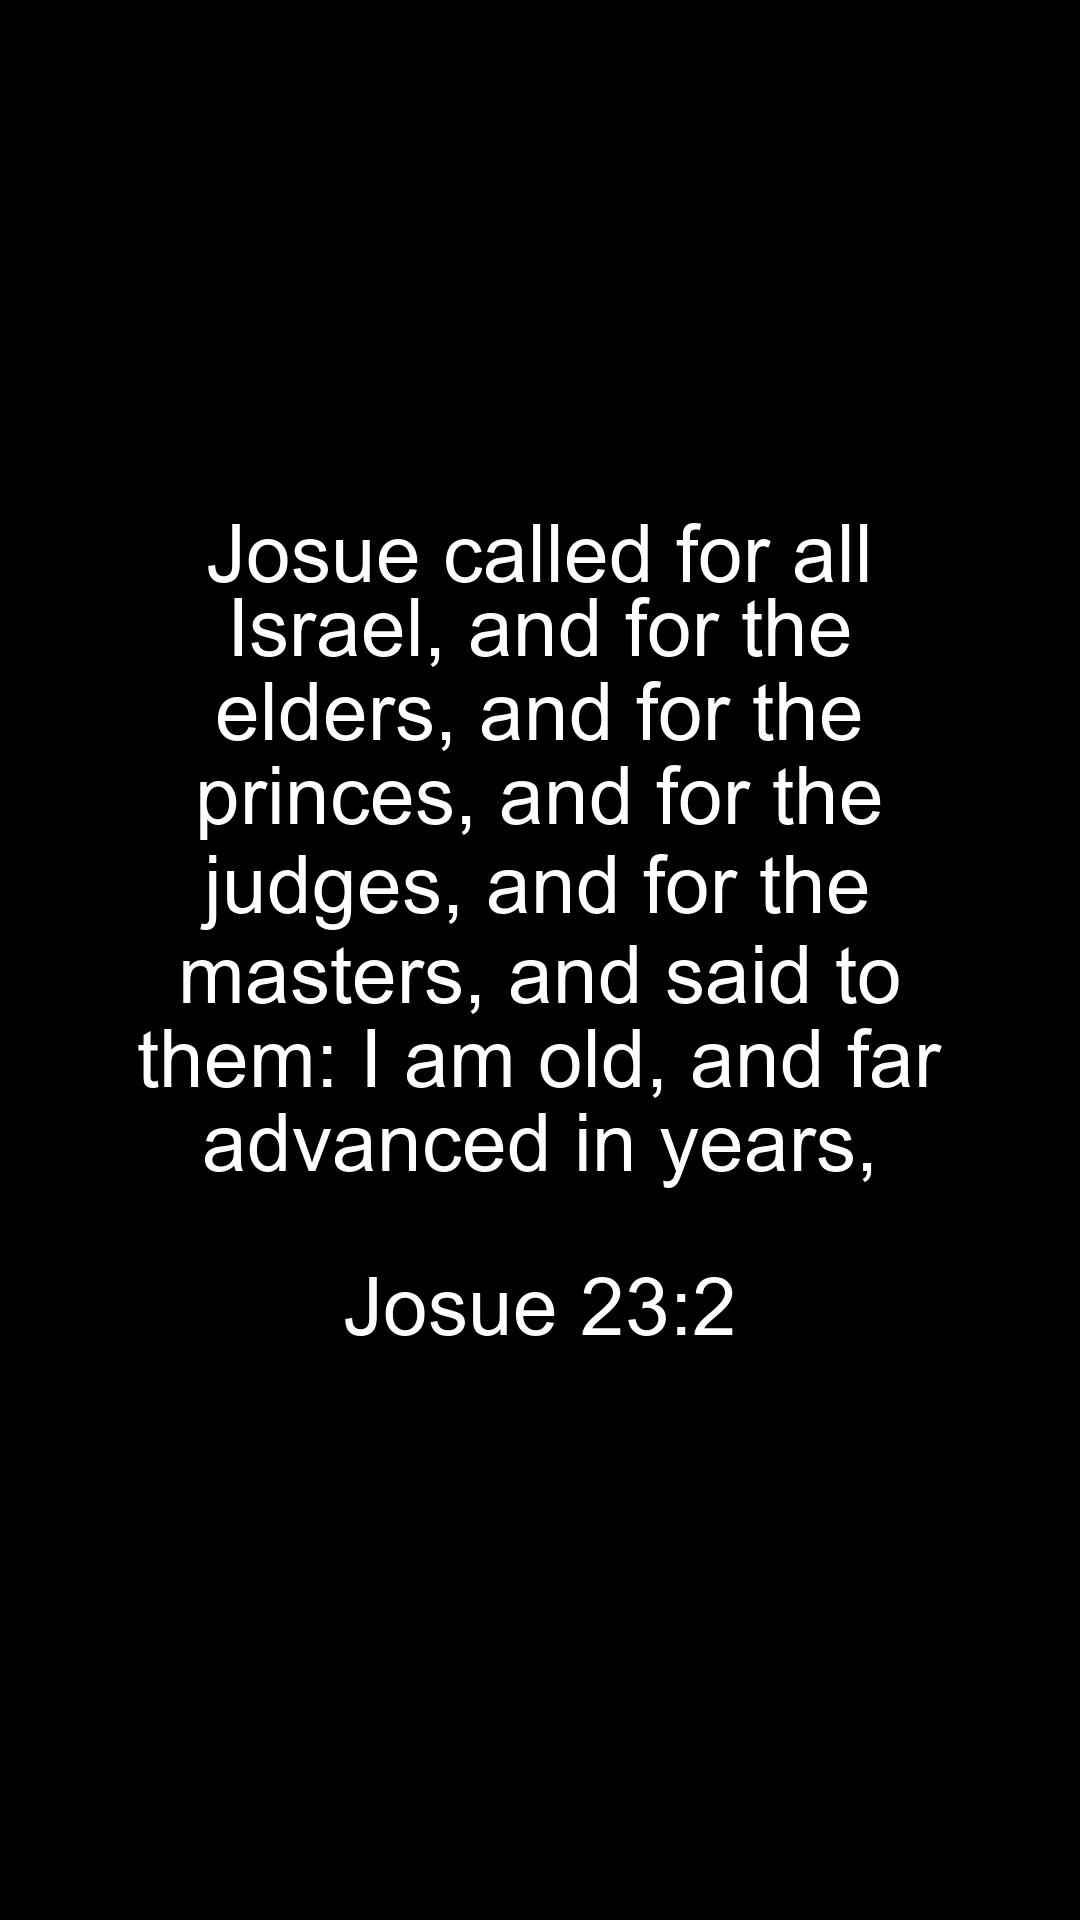 Josue called for all
Israel, and for the
elders, and for the
princes, and for the
judges, and for the
masters, and said to
them: I am old, and far
advanced in years,
Josue 23:2